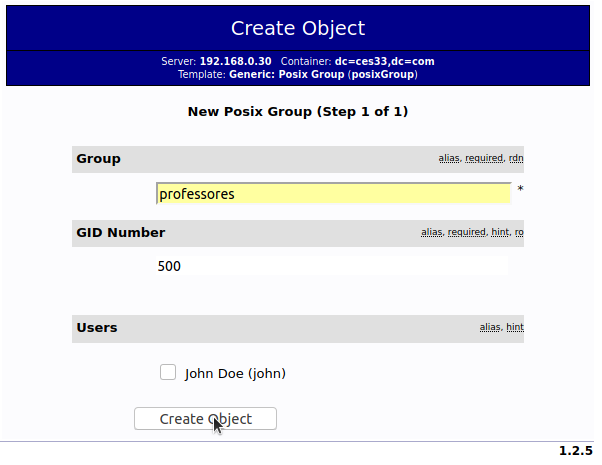 Create Object
Server: 192.168.0.30 Container: dc=ces33,dc=com
Template: Generic: Posix Group (posixGroup)
New Posix Group (Step 1 of 1)
Group alias, required, rdn
professores *
GID Number alias, required, hint, ro
500
Users alias, hint
John Doe (john)
Create Object
1.2.5